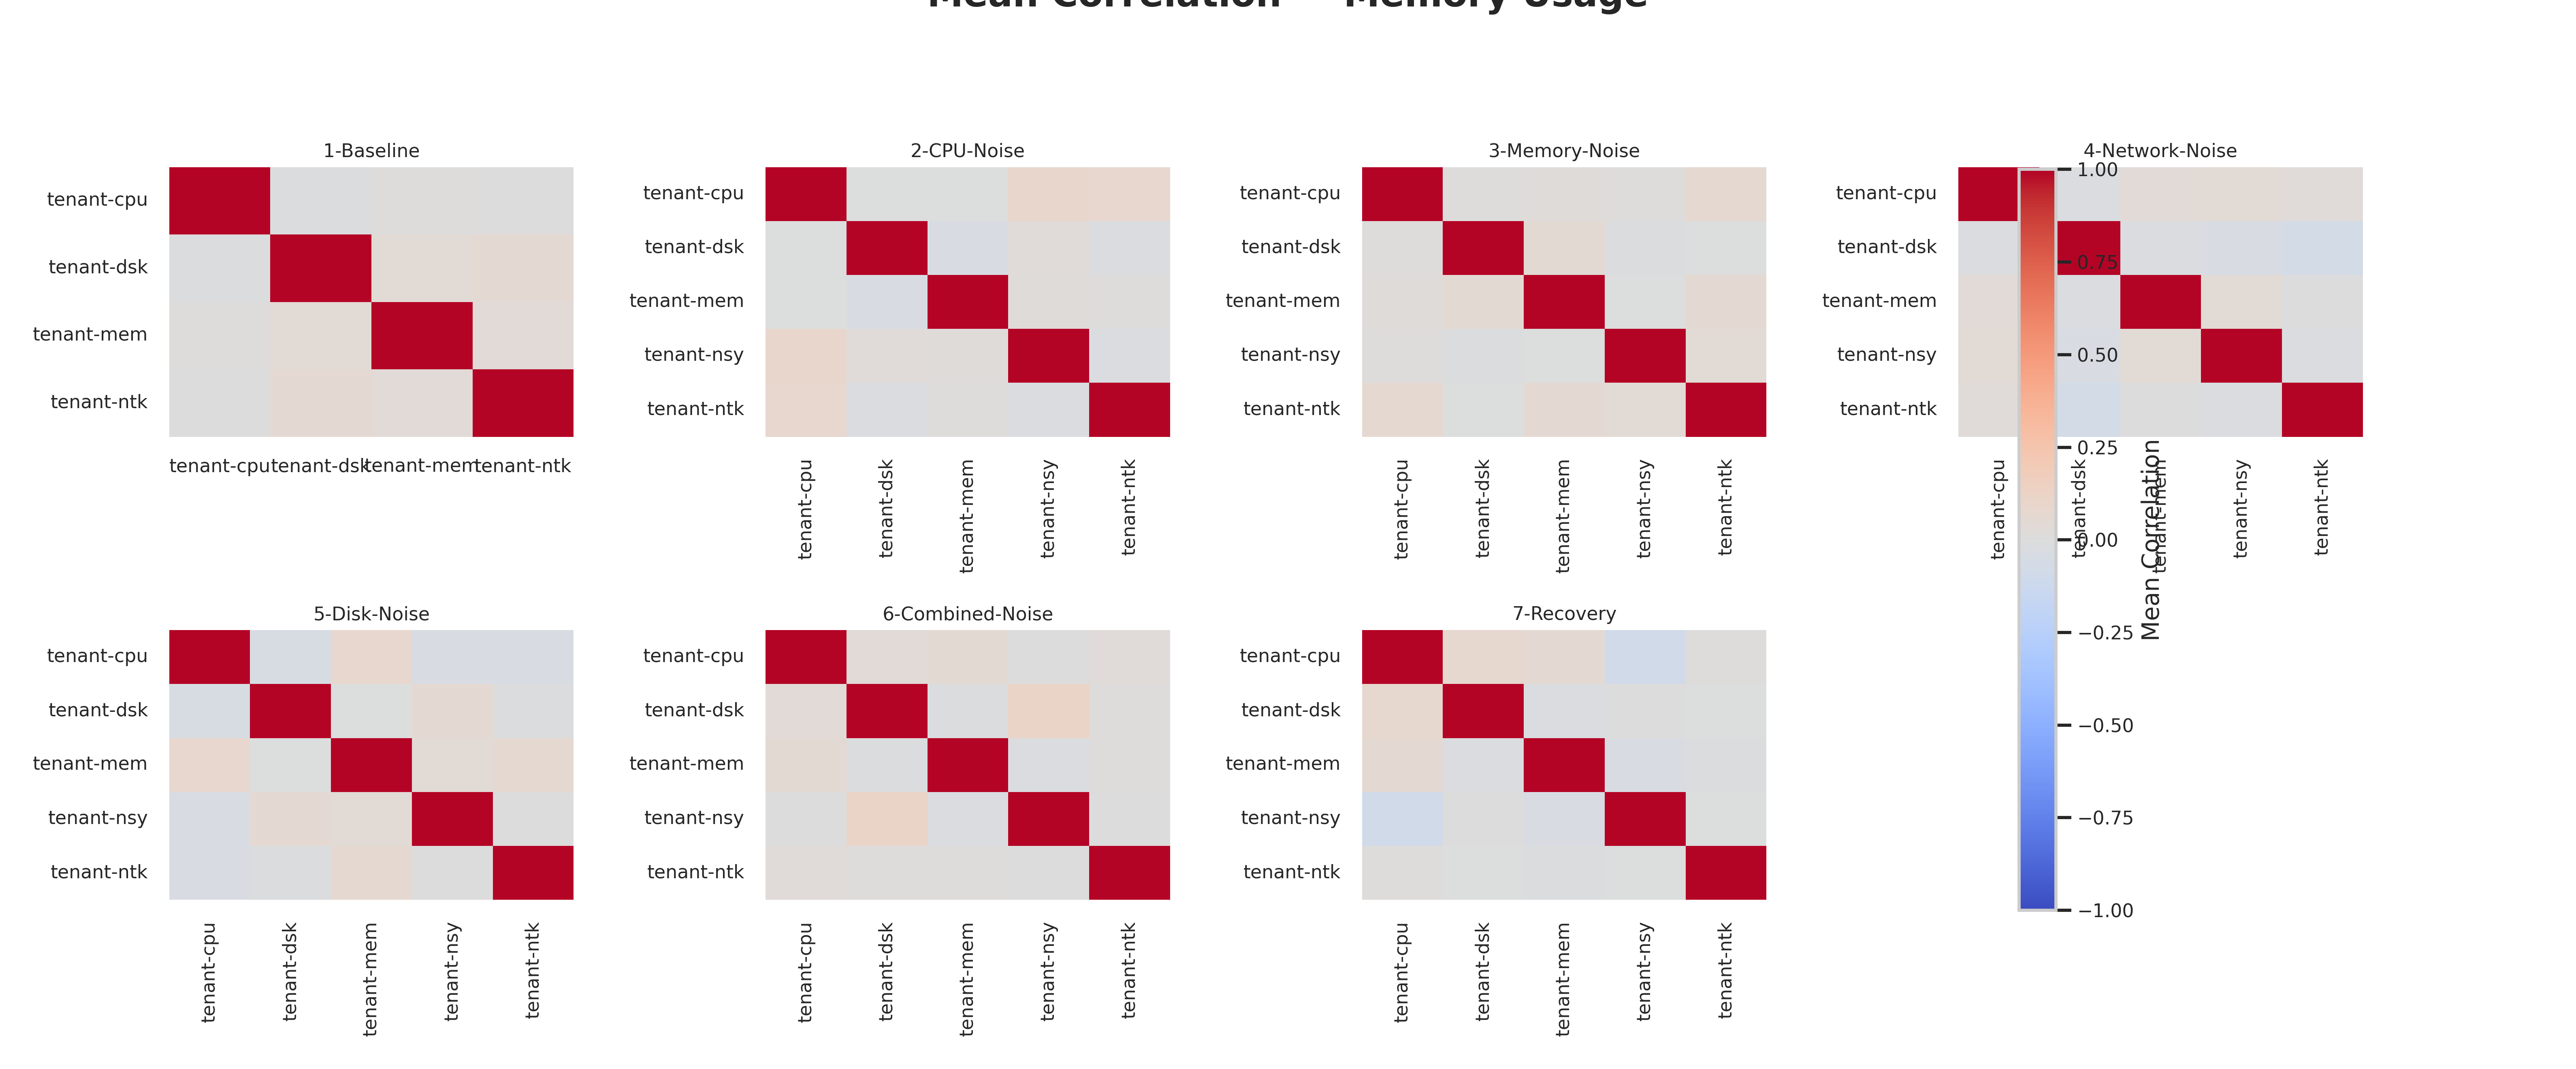 Mean Correlation — Memory Usage
1-Baseline
tenant-cpu
tenant-dsk
tenant-mem
tenant-ntk
tenant-cpu
tenant-dsk
tenant-mem
tenant-ntk
2-CPU-Noise
tenant-cpu
tenant-dsk
tenant-mem
tenant-nsy
tenant-ntk
tenant-cpu
tenant-dsk
tenant-mem
tenant-nsy
tenant-ntk
3-Memory-Noise
tenant-cpu
tenant-dsk
tenant-mem
tenant-nsy
tenant-ntk
tenant-cpu
tenant-dsk
tenant-mem
tenant-nsy
tenant-ntk
4-Network-Noise
tenant-cpu
tenant-dsk
tenant-mem
tenant-nsy
tenant-ntk
tenant-cpu
tenant-dsk
tenant-mem
tenant-nsy
tenant-ntk
5-Disk-Noise
tenant-cpu
tenant-dsk
tenant-mem
tenant-nsy
tenant-ntk
tenant-cpu
tenant-dsk
tenant-mem
tenant-nsy
tenant-ntk
6-Combined-Noise
tenant-cpu
tenant-dsk
tenant-mem
tenant-nsy
tenant-ntk
tenant-cpu
tenant-dsk
tenant-mem
tenant-nsy
tenant-ntk
7-Recovery
tenant-cpu
tenant-dsk
tenant-mem
tenant-nsy
tenant-ntk
tenant-cpu
tenant-dsk
tenant-mem
tenant-nsy
tenant-ntk
1.00
0.75
0.50
0.25
0.00
−0.25
−0.50
−0.75
−1.00
Mean Correlation